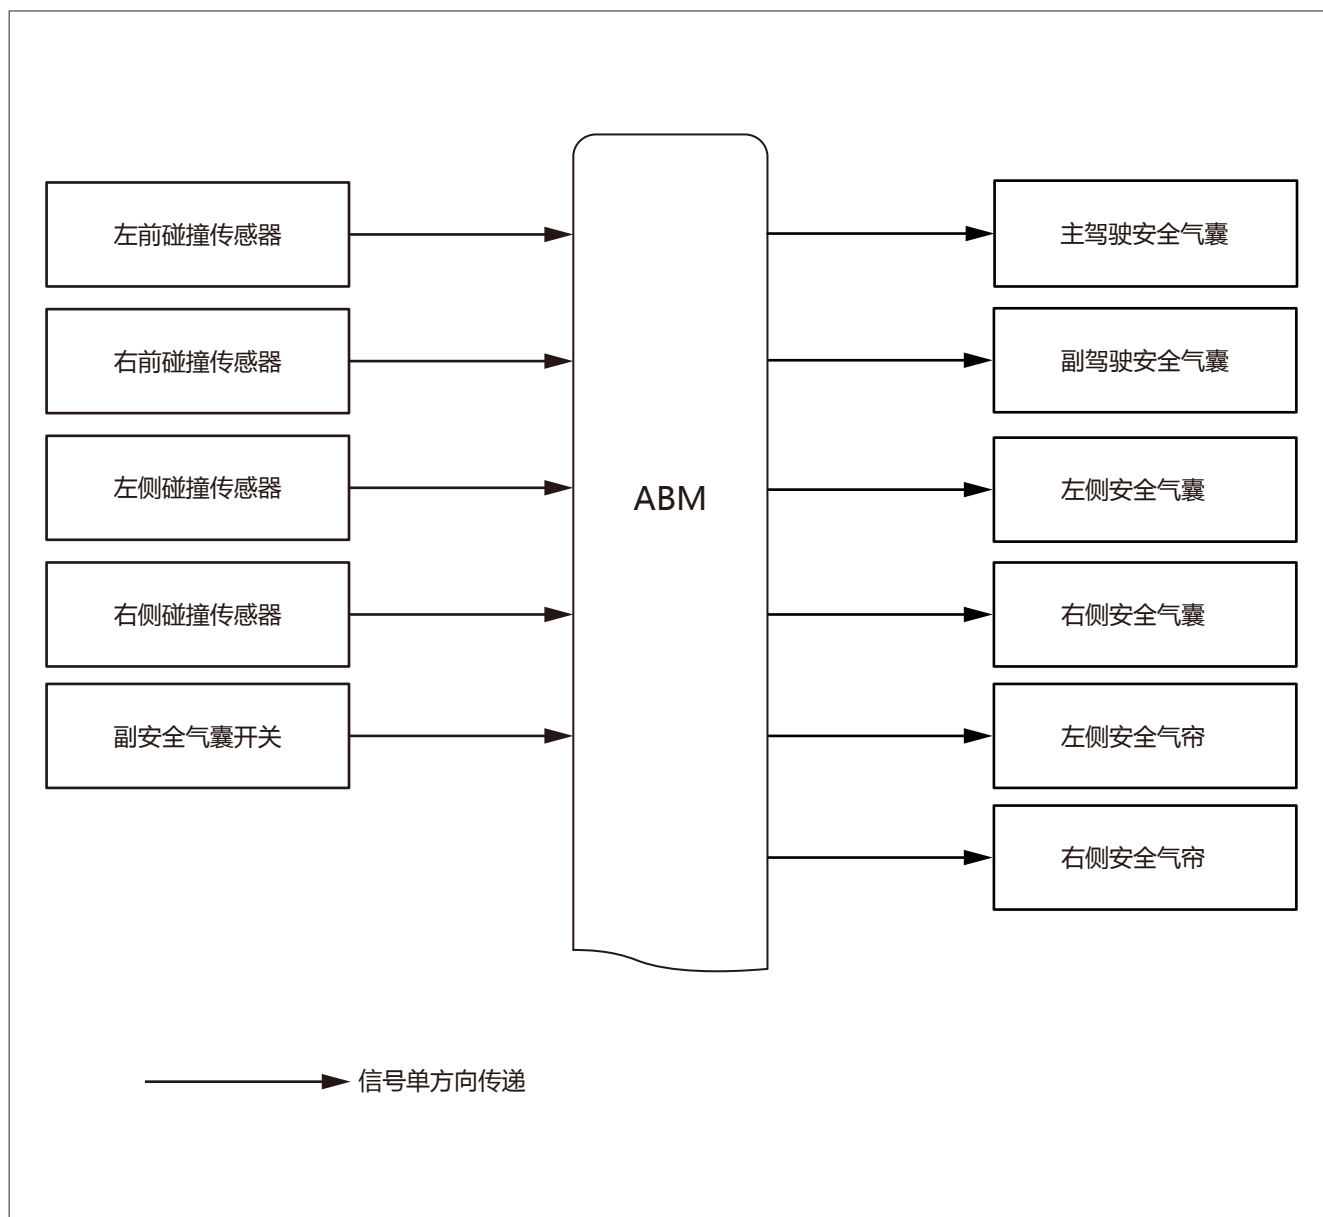 左前碰撞传感器
右前碰撞传感器
左侧碰撞传感器
右侧碰撞传感器
副安全气囊开关
ABM
主驾驶安全气囊
副驾驶安全气囊
左侧安全气囊
右侧安全气囊
左侧安全气帘
右侧安全气帘
信号单方向传递